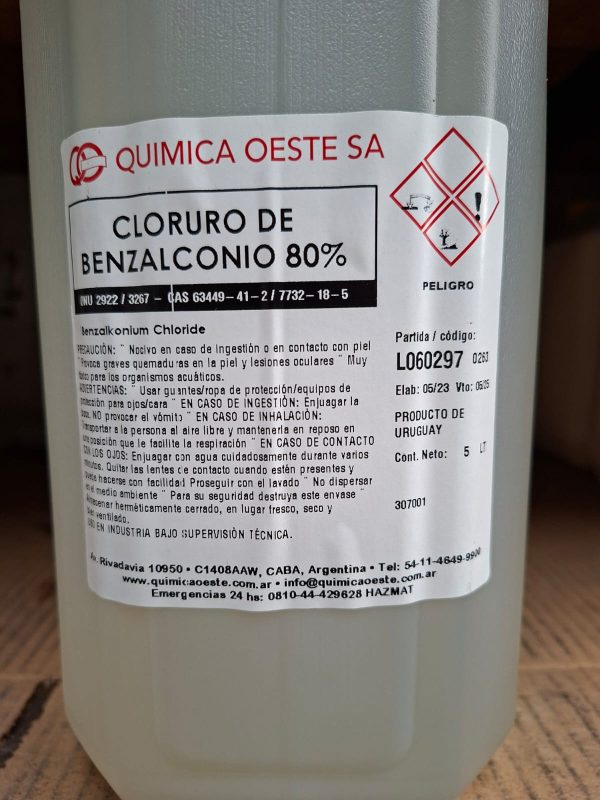 QUIMICA OESTE SA
CLORURO DE
BENZALCONIO 80%
ONU 2922 / 3267 - CAS 63449-41-2 / 7732-18-5
PELIGRO
Benzalkonium Chloride
PRECAUCIÓN: ¨ Nocivo en caso de ingestión o en contacto con piel
¨Provoca graves quemaduras en la piel y lesiones oculares ¨ Muy
para los organismos acuáticos.
ADVERTENCIAS: ¨ Usar guantes/ropa de protección/equipos de
protección para ojos/cara ¨ EN CASO DE INGESTIÓN: Enjuagar la
boca. NO provocar el vómito ¨ EN CASO DE INHALACIÓN:
Transportar a la persona al aire libre y mantenerla en reposo en
una posición que le facilite la respiración ¨ EN CASO DE CONTACTO
CON LOS OJOS: Enjuagar con agua cuidadosamente durante varios
minutos. Quitar las lentes de contacto cuando estén presentes y
pueda hacerse con facilidad. Proseguir con el lavado ¨ No dispersar
en el medio ambiente ¨ Para su seguridad destruya este envase ¨
Almacenar herméticamente cerrado, en lugar fresco, seco y
bien ventilado.
USO EN INDUSTRIA BAJO SUPERVISIÓN TÉCNICA.
Partida / código:
L060297 0263
Elab: 05/23 Vto: 05/25
PRODUCTO DE
URUGUAY
Cont. Neto: 5 LT
307001
Av. Rivadavia 10950 • C1408AAW, CABA, Argentina • Tel: 54-11-4649-9900
www.quimicaoeste.com.ar • info@quimicaoeste.com.ar
Emergencias 24 hs: 0810-44-429628 HAZMAT